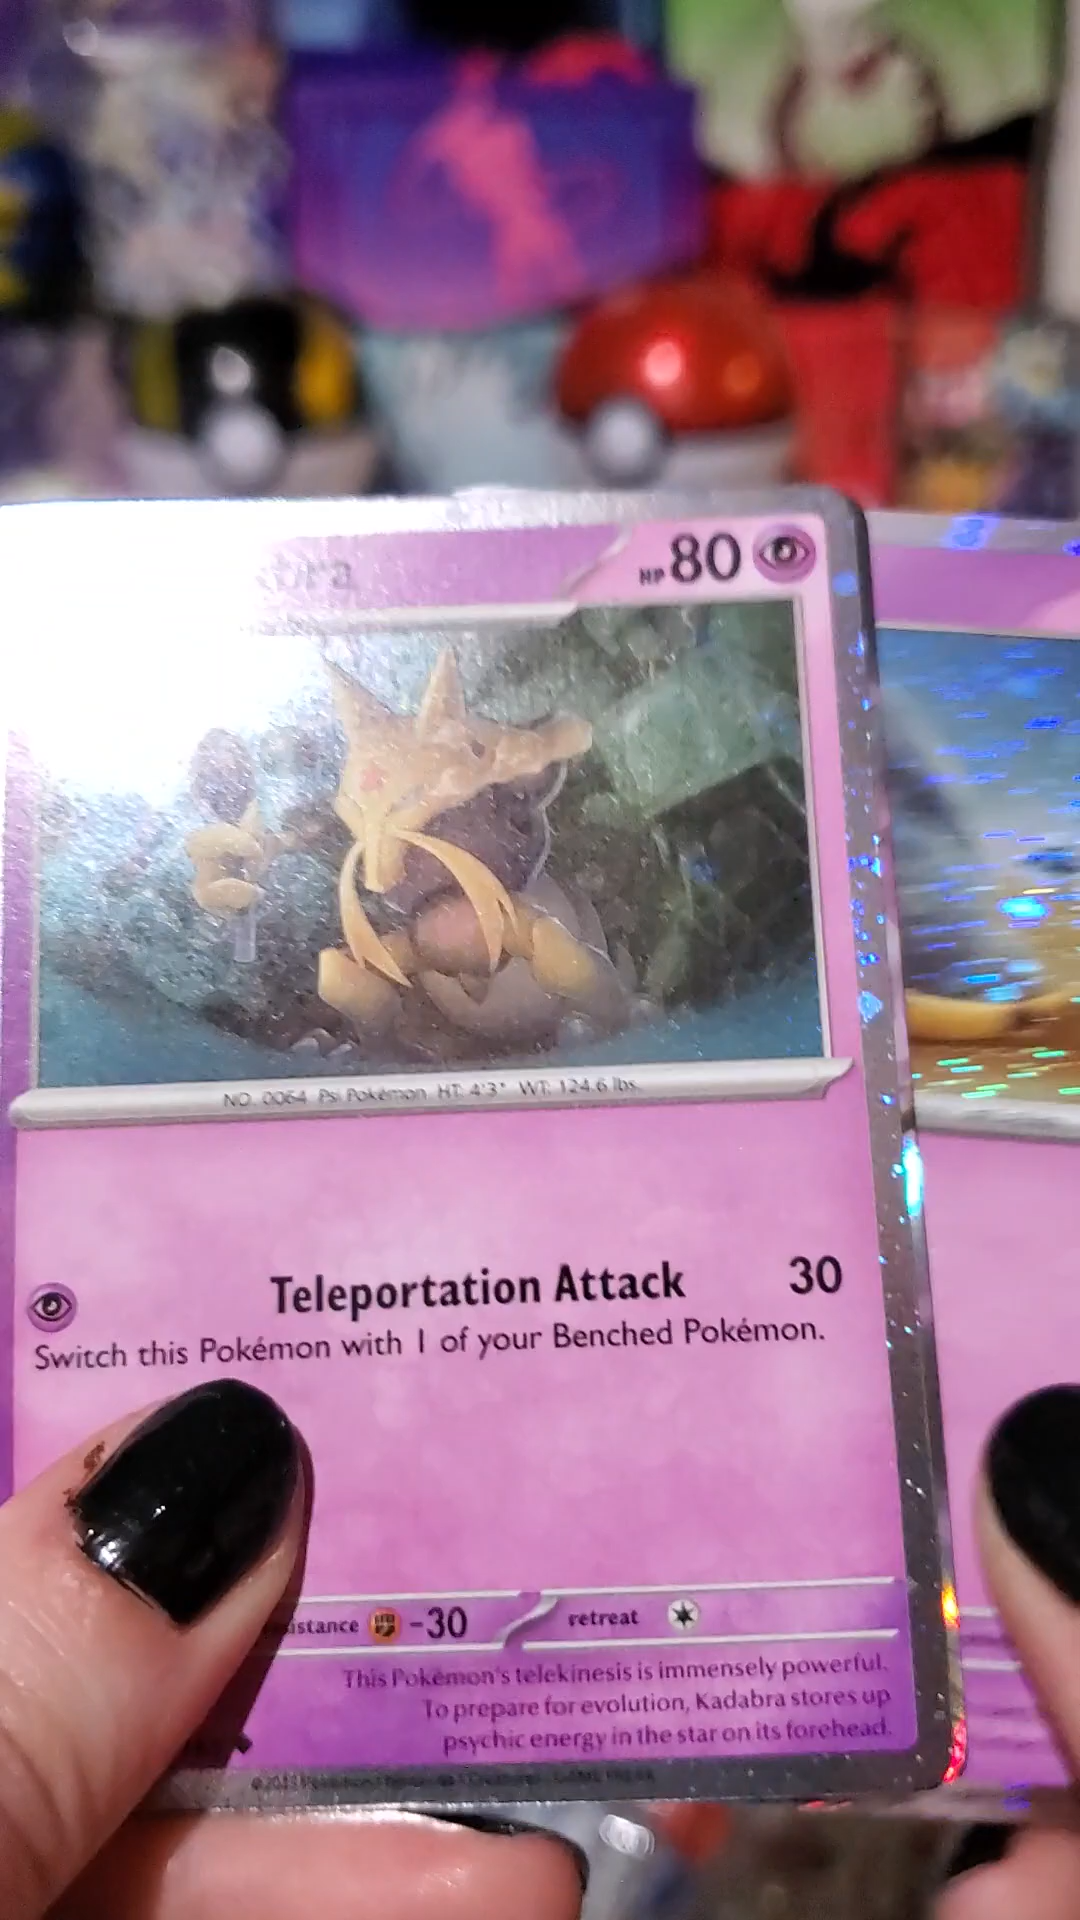 HP 80
NO. 0064 Psi Pokémon HT: 4'3" WT: 124.6 lbs.
Teleportation Attack 30
Switch this Pokémon with 1 of your Benched Pokémon.
-30 retreat
This Pokémon's telekinesis is immensely powerful.
To prepare for evolution, Kadabra stores up
psychic energy in the star on its forehead.